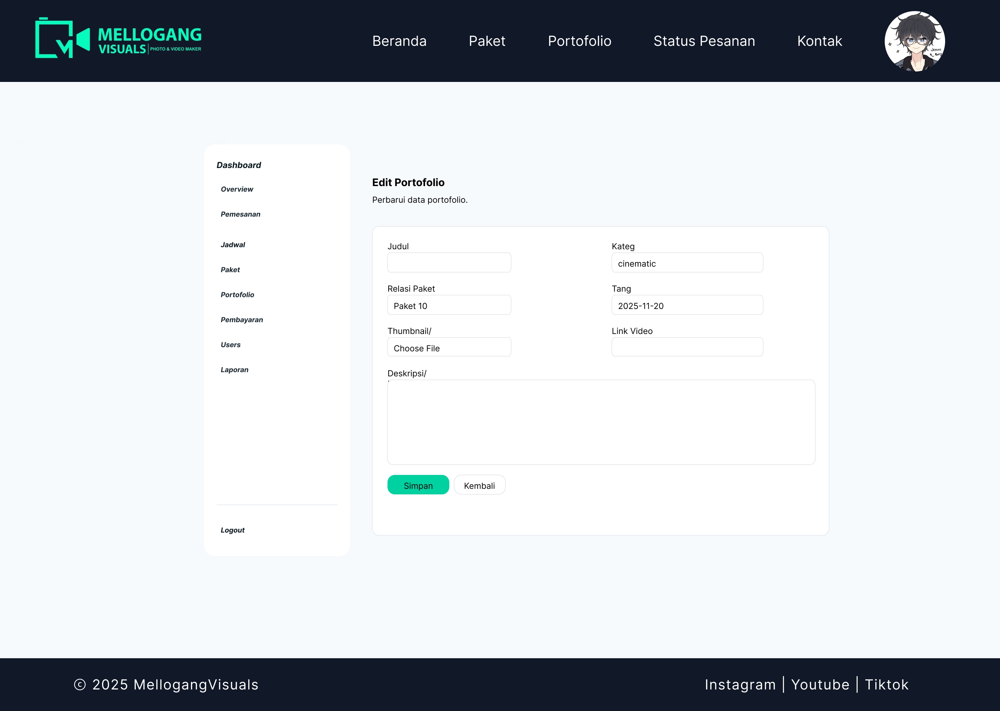 MELLOGANG
VISUALS | PHOTO & VIDEO MAKER
Beranda Paket Portofolio Status Pesanan Kontak
Jenius
Boy
Dashboard
Overview
Pemesanan
Jadwal
Paket
Portofolio
Pembayaran
Users
Laporan
Logout
Edit Portofolio
Perbarui data portofolio.
Judul
Kateg
cinematic
Relasi Paket
Tang
Paket 10
2025-11-20
Thumbnail/
Link Video
Choose File
Deskripsi/
Simpan Kembali
© 2025 MellogangVisuals
Instagram | Youtube | Tiktok